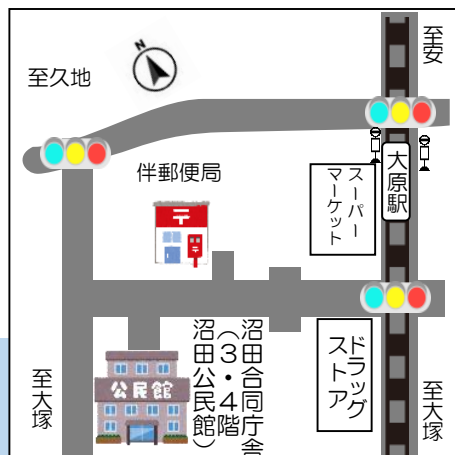 N
至安
至久地
伴郵便局
〒
大原駅
スーパー
マーケット
沼田合同庁舎
(3・4階
沼田公民館)
公民館
ドラッグ
ストア
至大塚
至大塚